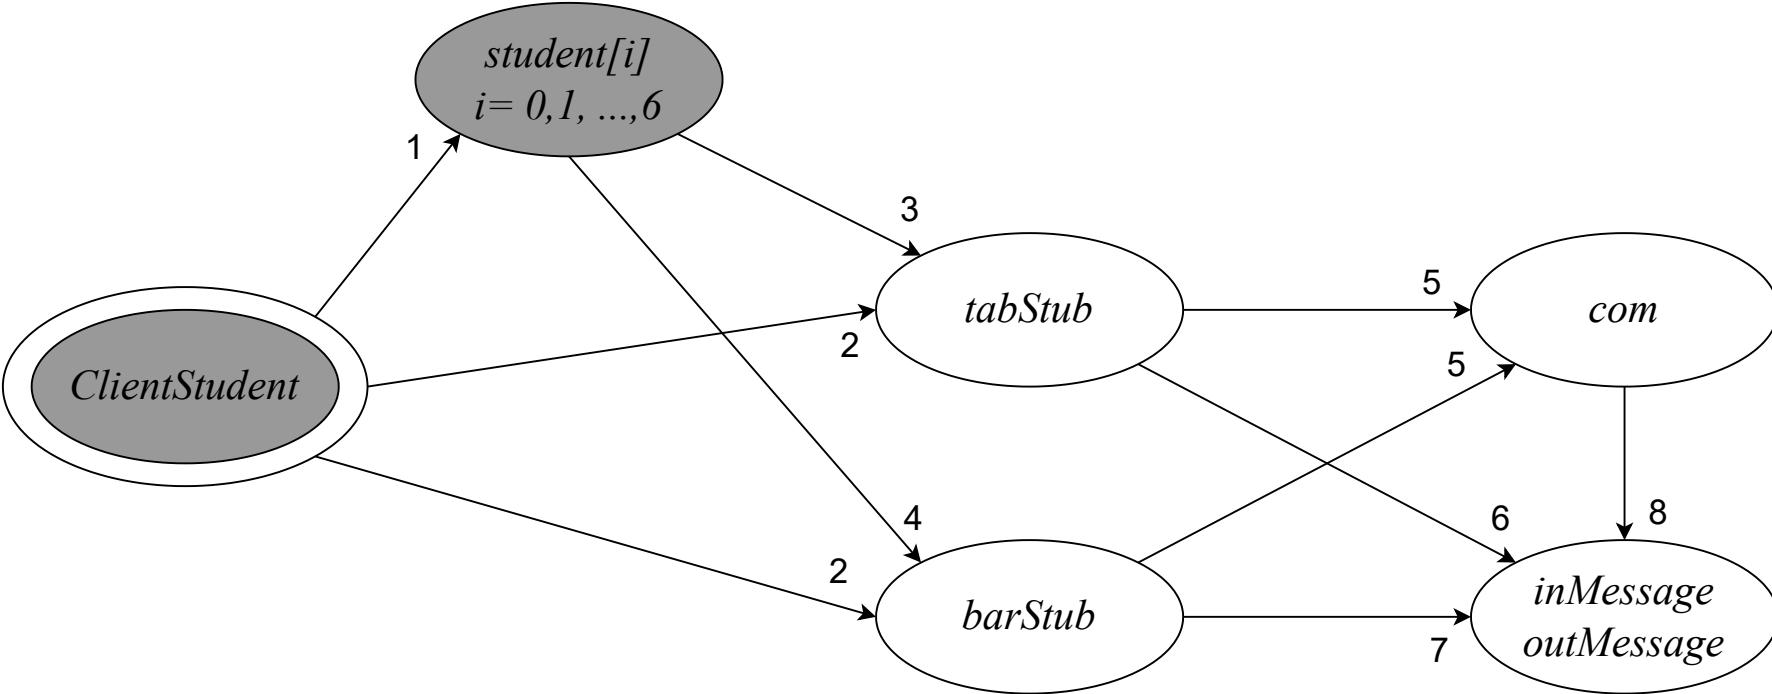 student[i]
i= 0,1, ...,6
1
3
tabStub
5
com
2
5
ClientStudent
4
6
8
2
barStub
7
inMessage
outMessage